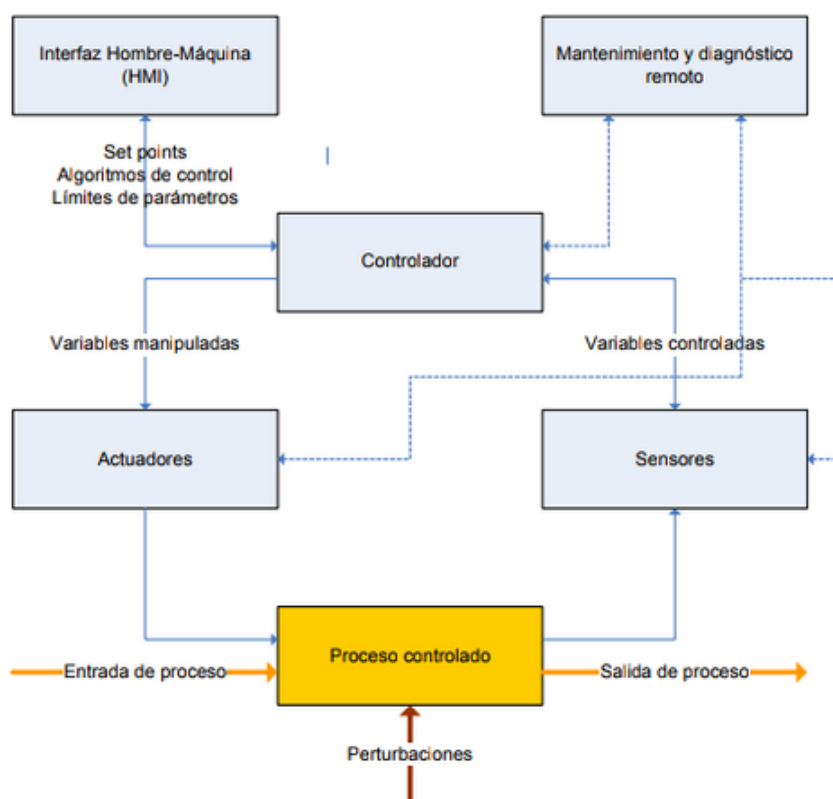 Interfaz Hombre-Máquina
(HMI)
Mantenimiento y diagnóstico
remoto
Set points
Algoritmos de control
Límites de parámetros
Controlador
Variables manipuladas
Variables controladas
Actuadores
Sensores
Proceso controlado
Entrada de proceso
Salida de proceso
Perturbaciones